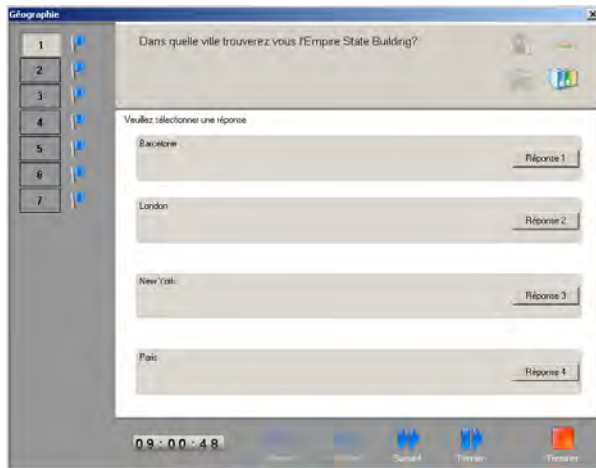 Géographie
1
2
3
4
5
6
7
Dans quelle ville trouverez vous l'Empire State Building?
Veuillez sélectionner une réponse
Barcelone
Réponse 1
London
Réponse 2
New York
Réponse 3
Paris
Réponse 4
09:00:48
Suivant
Dernier
Terminer